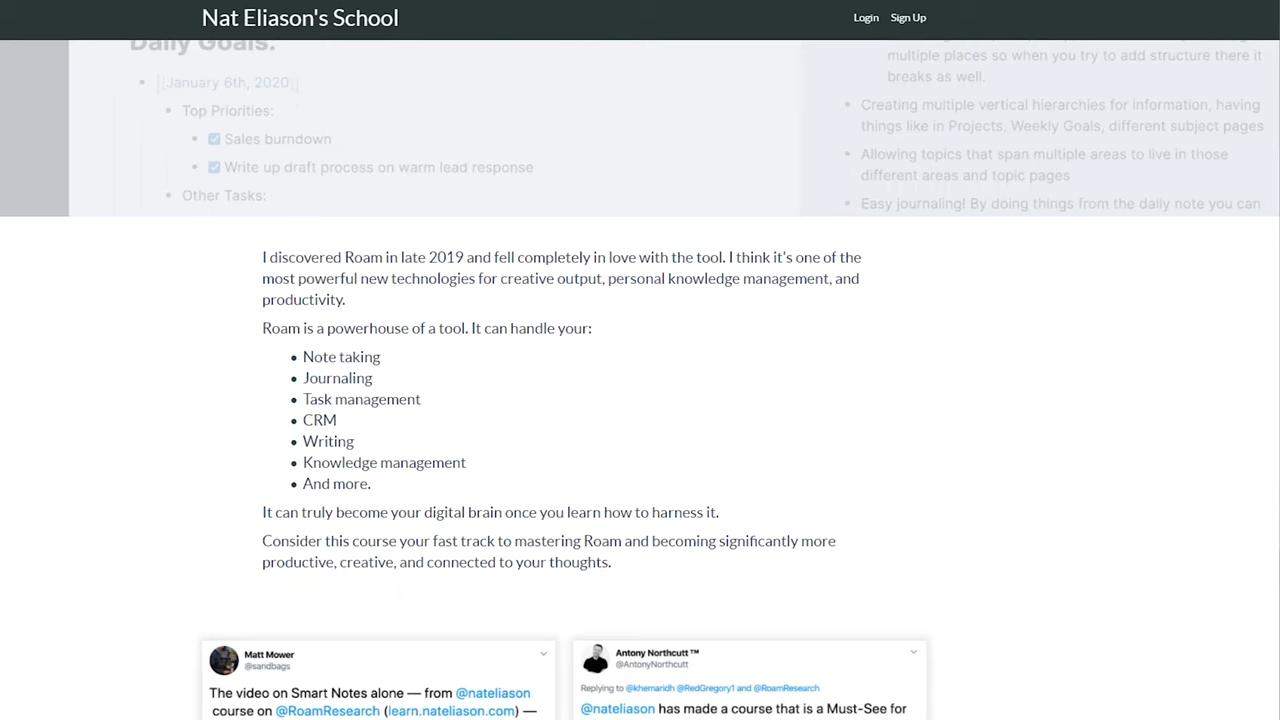 Nat Eliason's School
Login Sign Up
Daily Goals:
[[January 6th, 2020]]
Top Priorities:
Sales burndown
Write up draft process on warm lead response
Other Tasks:
multiple places so when you try to add structure there it
breaks as well.
Creating multiple vertical hierarchies for information, having
things like in Projects, Weekly Goals, different subject pages
Allowing topics that span multiple areas to live in those
different areas and topic pages
Easy journaling! By doing things from the daily note you can
I discovered Roam in late 2019 and fell completely in love with the tool. I think it's one of the
most powerful new technologies for creative output, personal knowledge management, and
productivity.
Roam is a powerhouse of a tool. It can handle your:
Note taking
Journaling
Task management
CRM
Writing
Knowledge management
And more.
It can truly become your digital brain once you learn how to harness it.
Consider this course your fast track to mastering Roam and becoming significantly more
productive, creative, and connected to your thoughts.
Matt Mower
@sandbags
The video on Smart Notes alone — from @nateliason
course on @RoamResearch (learn.nateliason.com) —
Antony Northcutt ™
@AntonyNorthcutt
Replying to @khemaridh @RedGregory1 and @RoamResearch
@nateliason has made a course that is a Must-See for